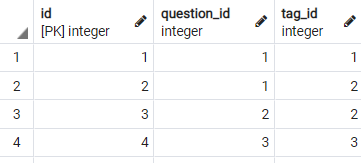 id question_id tag_id
[PK] integer integer integer
1 1 1 1
2 2 1 2
3 3 2 2
4 4 3 3